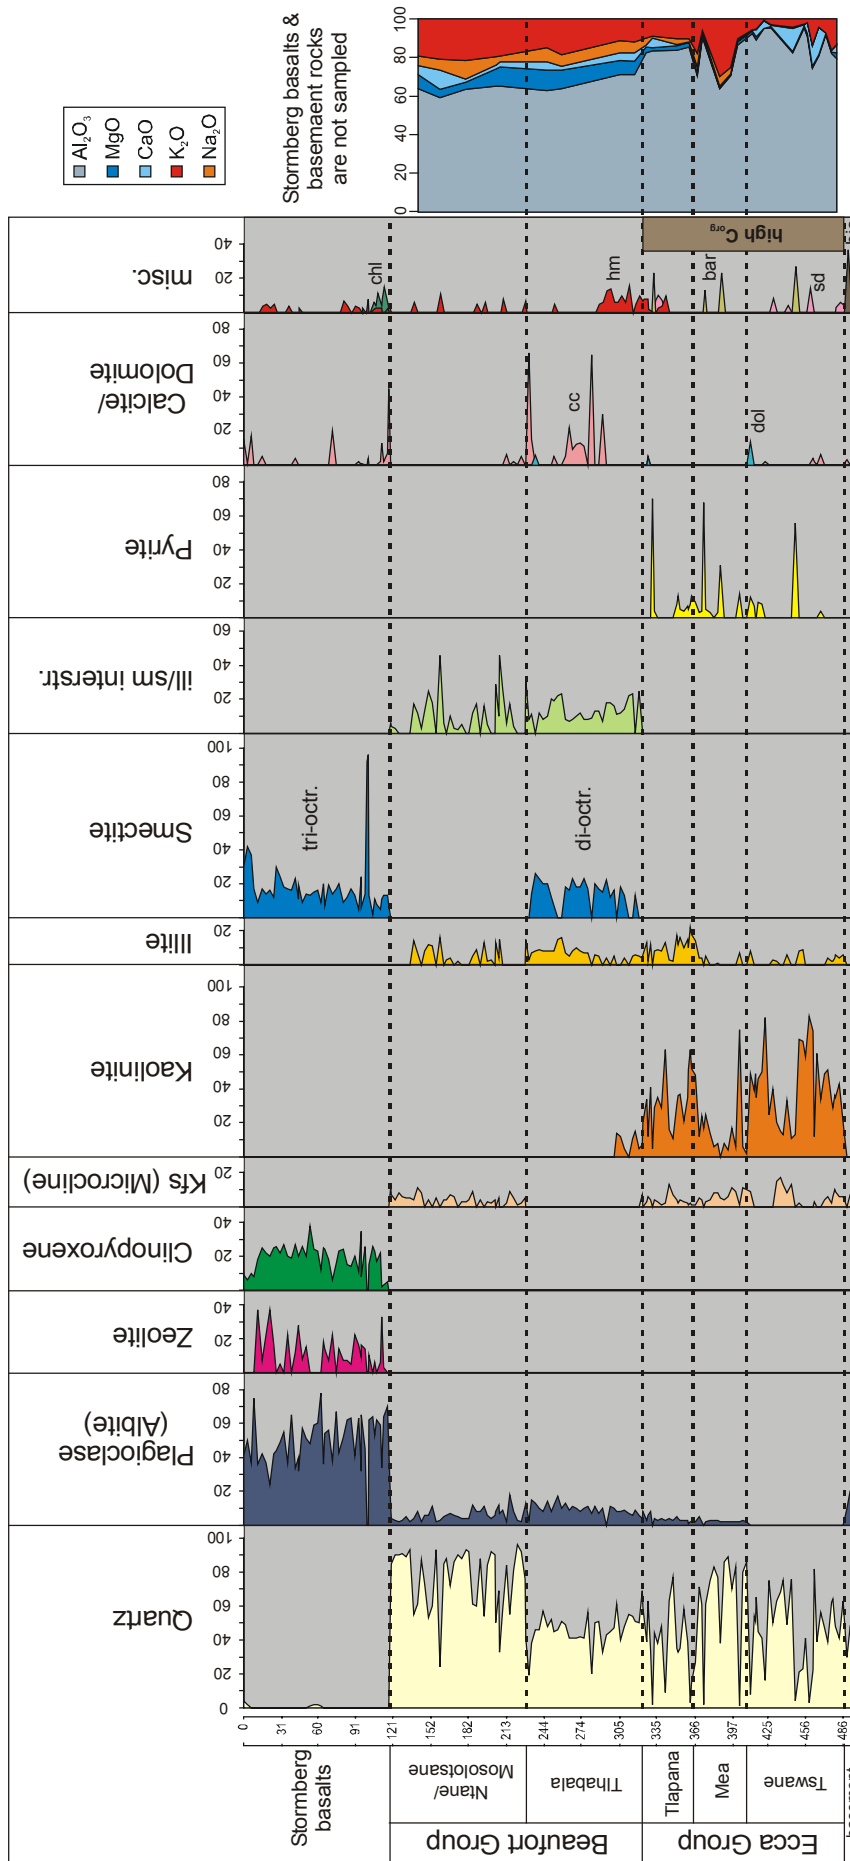 Al₂O₃
MgO
CaO
K₂O
Na₂O
Stormberg basalts &
basemaent rocks
are not sampled
0
20
40
60
80
100
misc.
20
40
chl
hm
bar
sd
high Corg
Calcite/
Dolomite
20
40
60
80
cc
dol
Pyrite
20
40
60
80
ill/sm interstr.
20
40
60
Smectite
20
40
60
80
100
tri-octr.
di-octr.
Illite
20
Kaolinite
20
40
60
80
100
Kfs (Microcline)
20
Clinopyroxene
20
40
Zeolite
20
40
Plagioclase
(Albite)
20
40
60
80
Quartz
0
20
40
60
80
100
0
31
60
91
121
152
182
213
244
274
305
335
366
397
425
456
486
Stormberg
basalts
Ntane/
Mosolotsane
Tlhabala
Tlapana
Mea
Tswane
Beaufort Group
Ecca Group